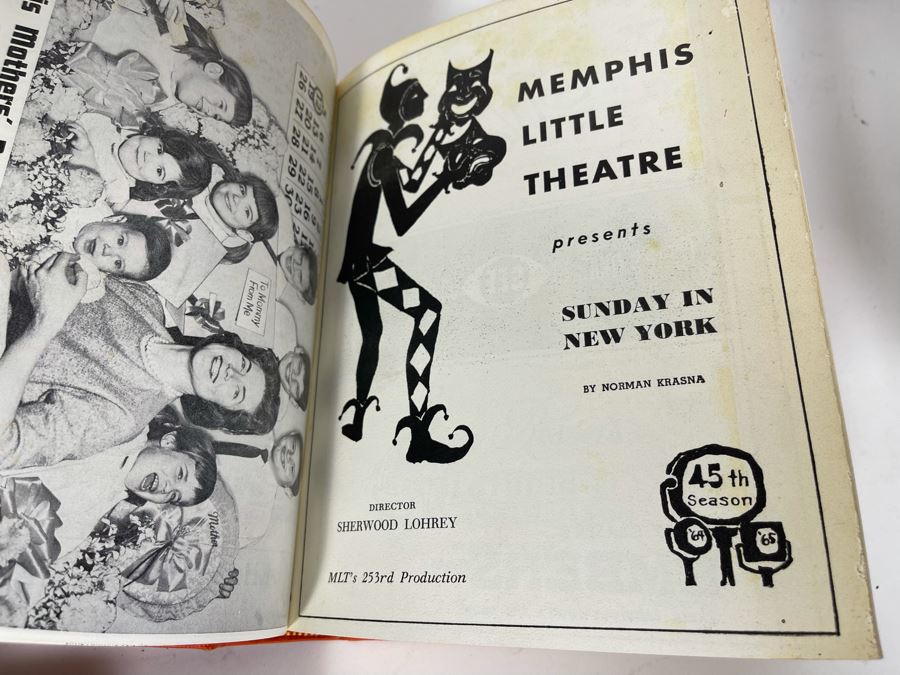 is Mothers'
To Mommy
From Me
Mother
MEMPHIS
LITTLE
THEATRE
presents
SUNDAY IN
NEW YORK
BY NORMAN KRASNA
DIRECTOR
SHERWOOD LOHREY
MLT's 253rd Production
45th
Season
'64
'65